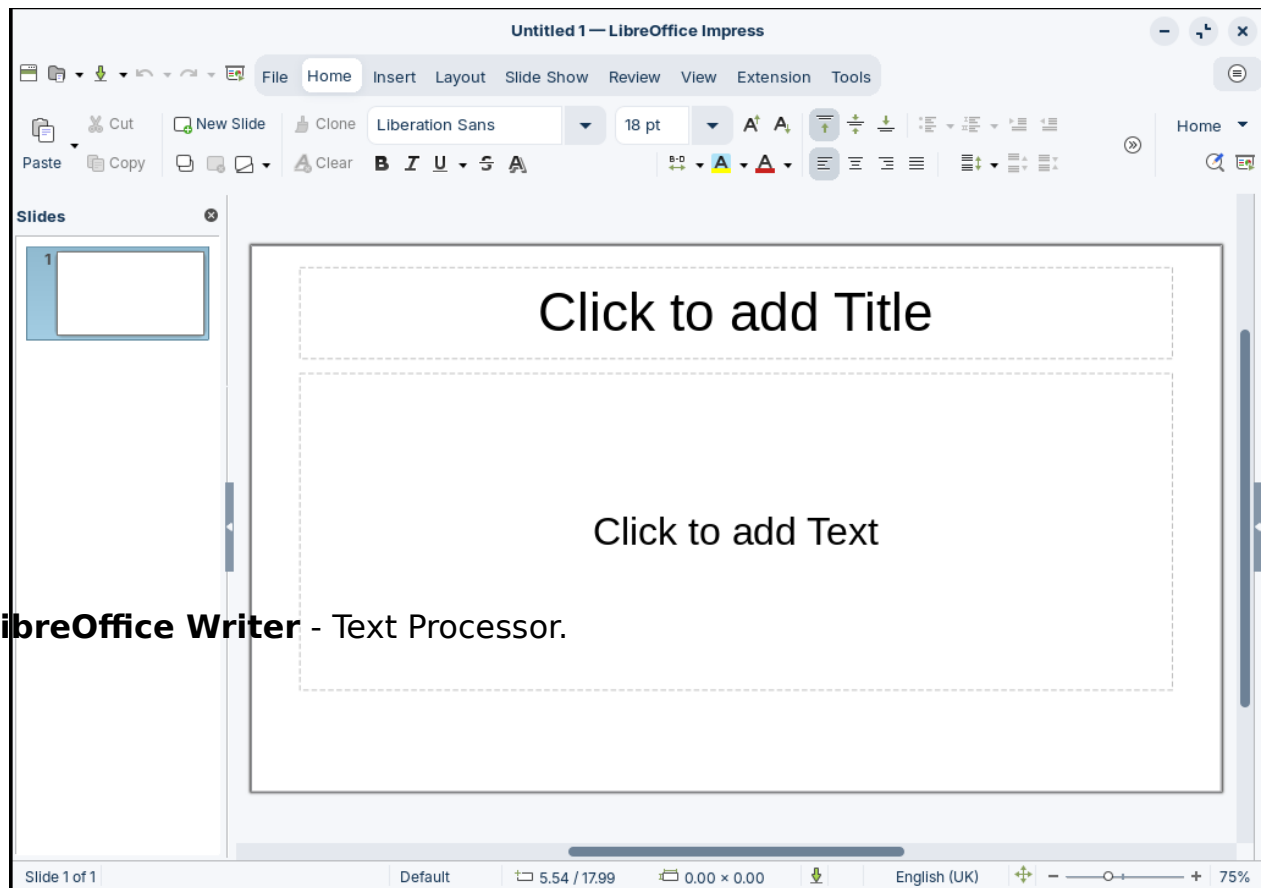 Untitled 1 — LibreOffice Impress
File Home Insert Layout Slide Show Review View Extension Tools
Cut New Slide Clone Liberation Sans 18 pt Home
Paste Copy Clear
Slides
1
Click to add Title
Click to add Text
ibreOffice Writer - Text Processor.
Slide 1 of 1 Default 5.54 / 17.99 0.00 × 0.00 English (UK) 75%